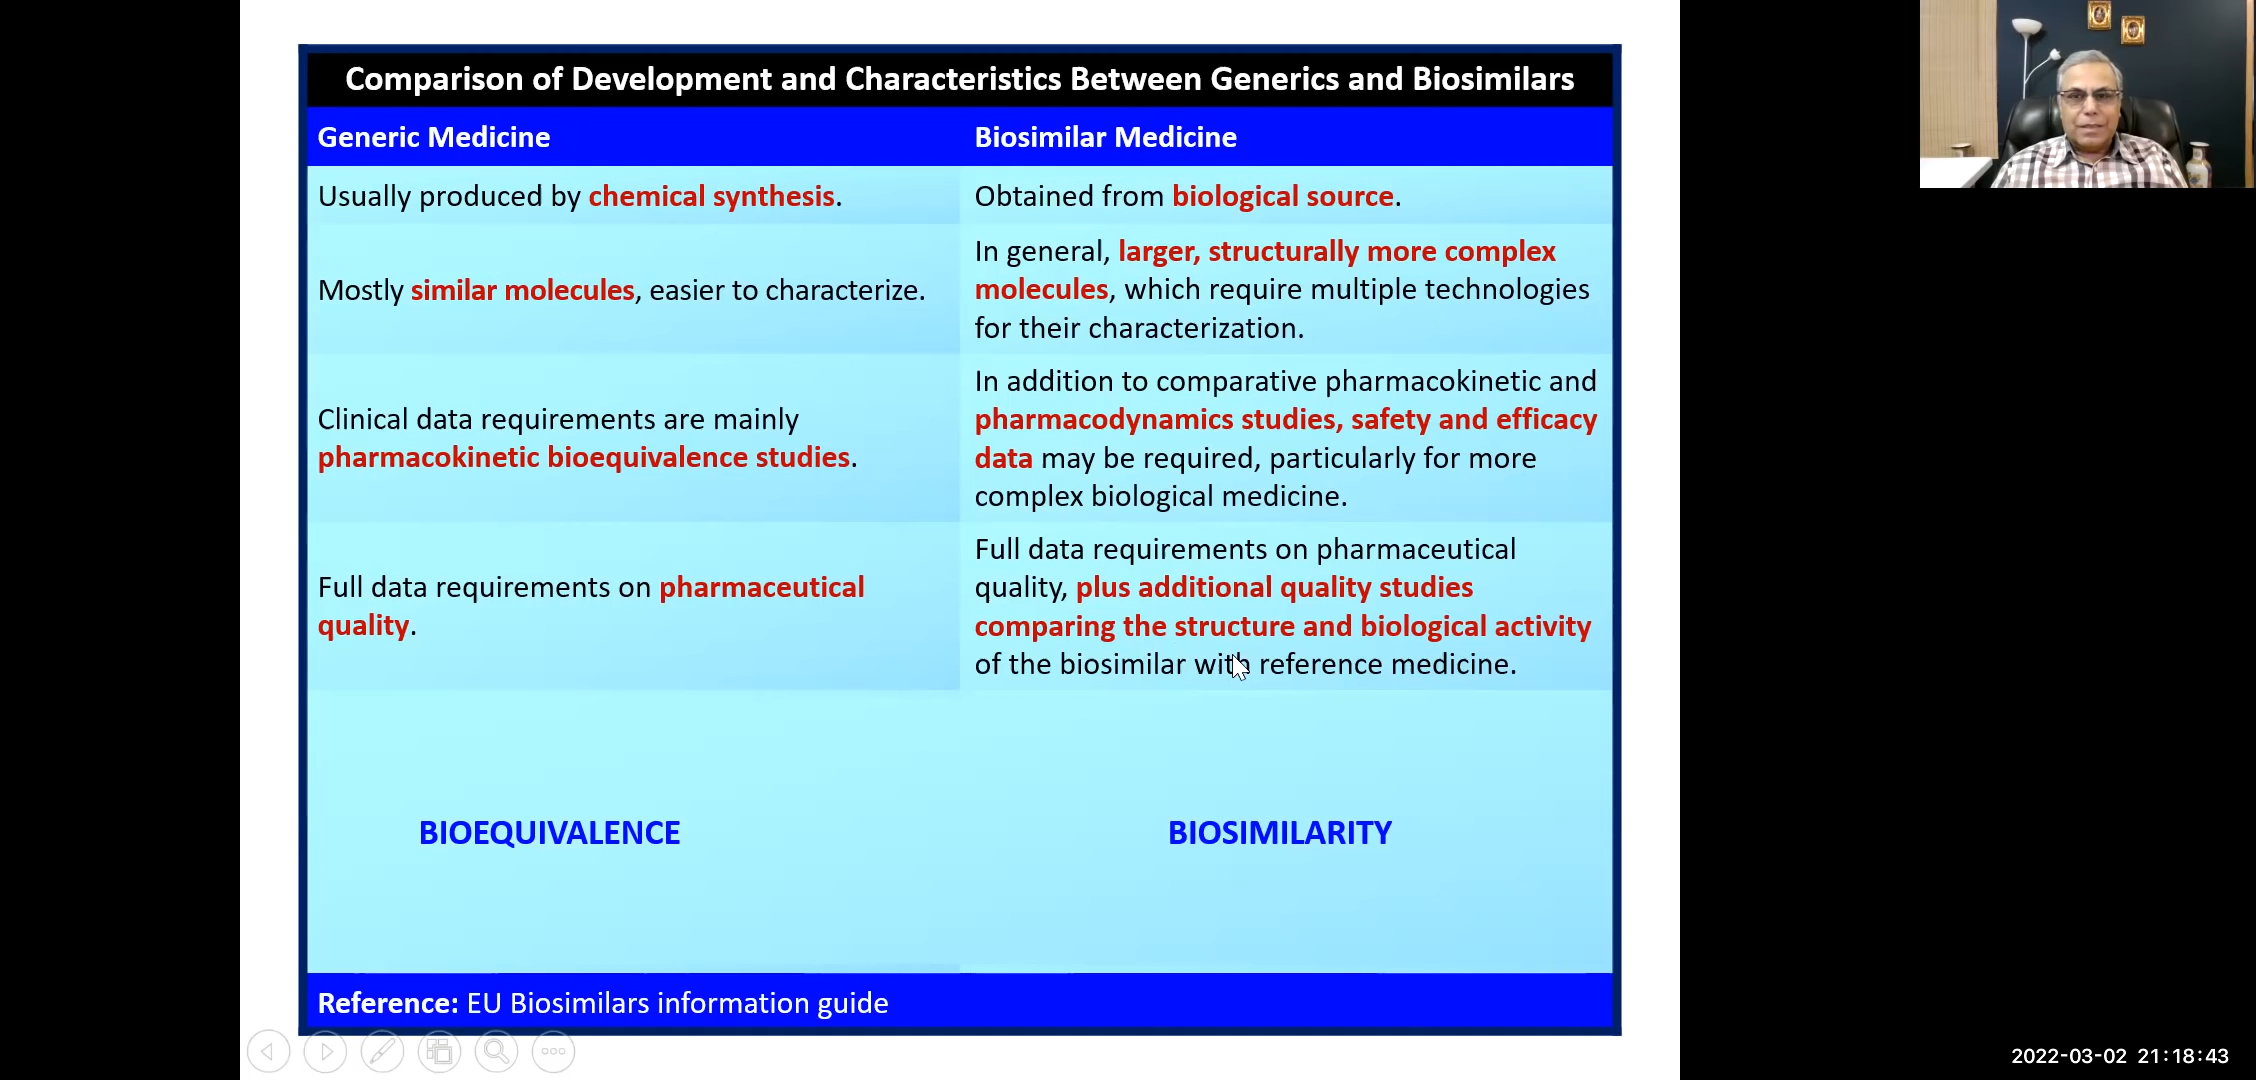 Comparison of Development and Characteristics Between Generics and Biosimilars
Generic Medicine
Biosimilar Medicine
Usually produced by chemical synthesis.
Obtained from biological source.
Mostly similar molecules, easier to characterize.
In general, larger, structurally more complex
molecules, which require multiple technologies
for their characterization.
Clinical data requirements are mainly
pharmacokinetic bioequivalence studies.
In addition to comparative pharmacokinetic and
pharmacodynamics studies, safety and efficacy
data may be required, particularly for more
complex biological medicine.
Full data requirements on pharmaceutical
quality.
Full data requirements on pharmaceutical
quality, plus additional quality studies
comparing the structure and biological activity
of the biosimilar with reference medicine.
BIOEQUIVALENCE
BIOSIMILARITY
Reference: EU Biosimilars information guide
2022-03-02 21:18:43